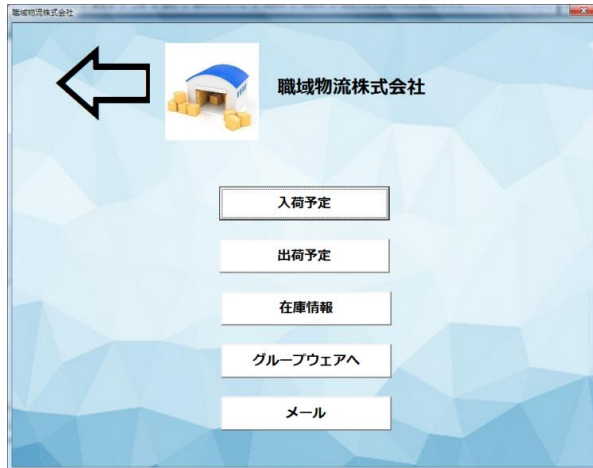 職域物流株式会社
職域物流株式会社
入荷予定
出荷予定
在庫情報
グループウェアへ
メール